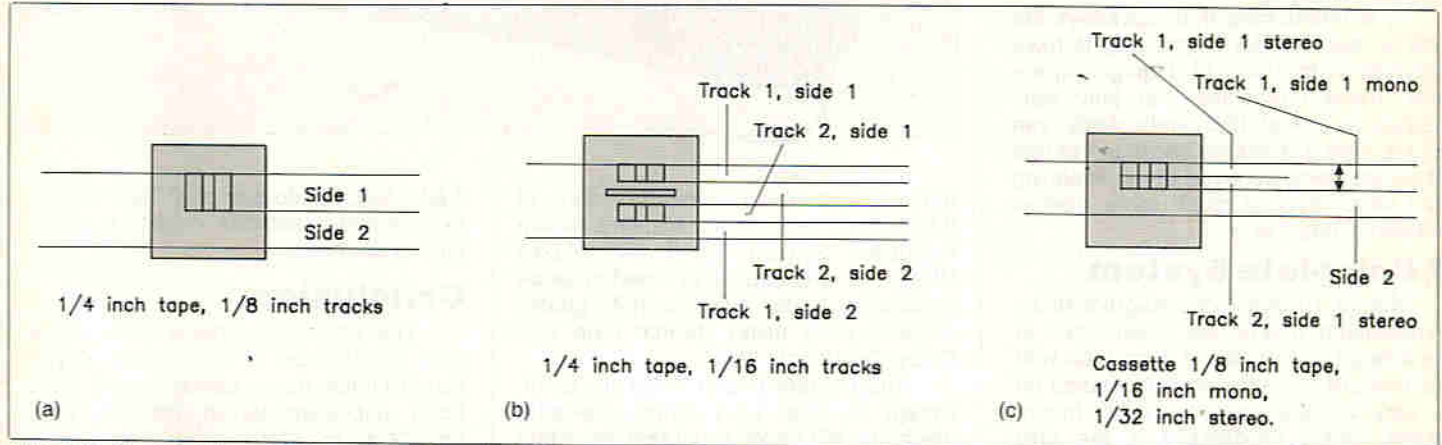 Side 1
Side 2
1/4 inch tape, 1/8 inch tracks
(a)
Track 1, side 1
Track 2, side 1
Track 2, side 2
Track 1, side 2
1/4 inch tape, 1/16 inch tracks
(b)
Track 1, side 1 stereo
Track 1, side 1 mono
Side 2
Track 2, side 1 stereo
Cassette 1/8 inch tape,
1/16 inch mono,
1/32 inch stereo.
(c)